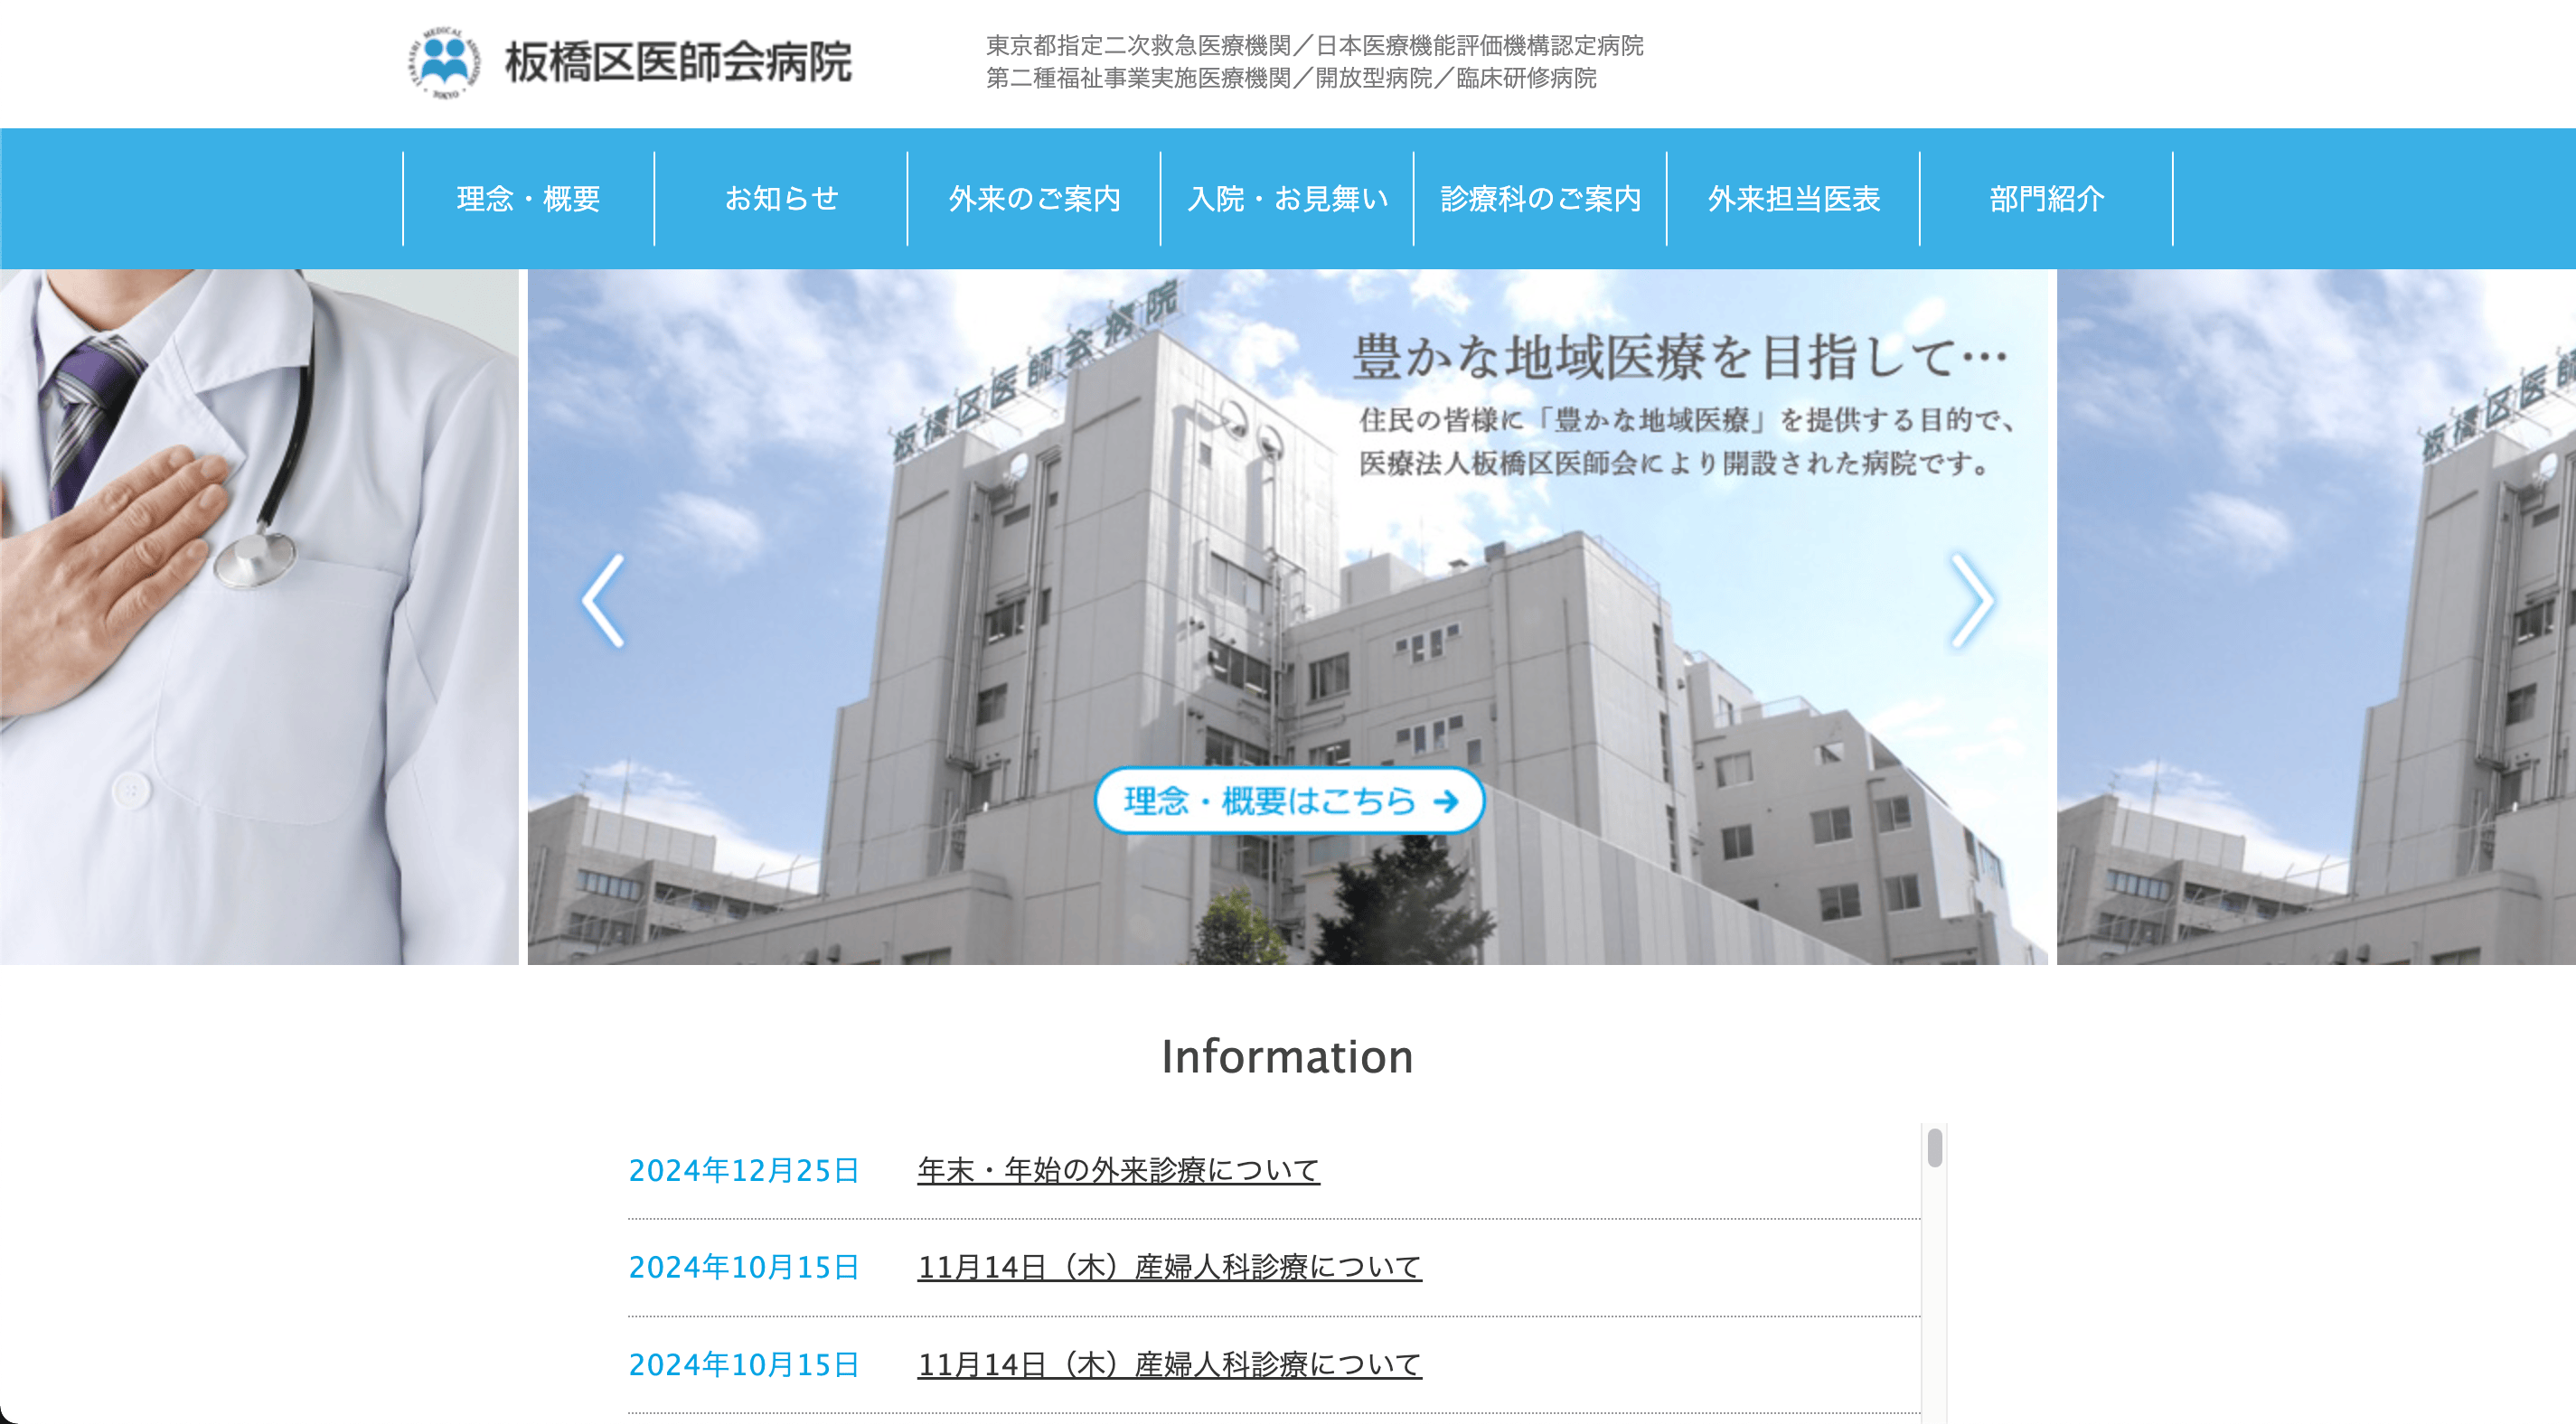 ITABASHI MEDICAL ASSOCIATION
TOKYO
板橋区医師会病院
東京都指定二次救急医療機関／日本医療機能評価機構認定病院
第二種福祉事業実施医療機関／開放型病院／臨床研修病院
理念・概要
お知らせ
外来のご案内
入院・お見舞い
診療科のご案内
外来担当医表
部門紹介
板橋区医師会病院
豊かな地域医療を目指して…
住民の皆様に「豊かな地域医療」を提供する目的で、
医療法人板橋区医師会により開設された病院です。
板橋区医師
理念・概要はこちら
Information
2024年12月25日 年末・年始の外来診療について
2024年10月15日 11月14日（木）産婦人科診療について
2024年10月15日 11月14日（木）産婦人科診療について